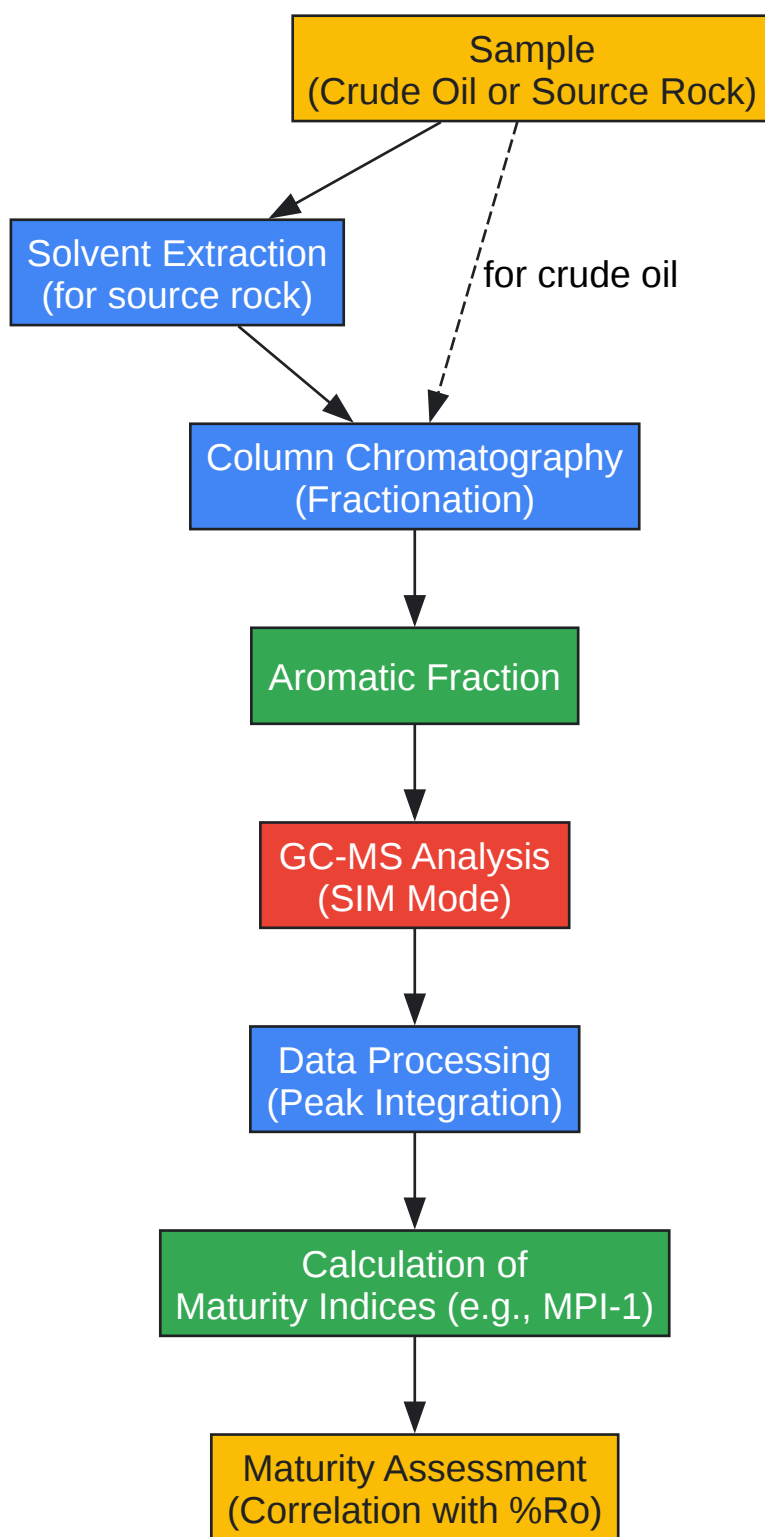 Sample
(Crude Oil or Source Rock)
Solvent Extraction
(for source rock)
for crude oil
Column Chromatography
(Fractionation)
Aromatic Fraction
GC-MS Analysis
(SIM Mode)
Data Processing
(Peak Integration)
Calculation of
Maturity Indices (e.g., MPI-1)
Maturity Assessment
(Correlation with %Ro)